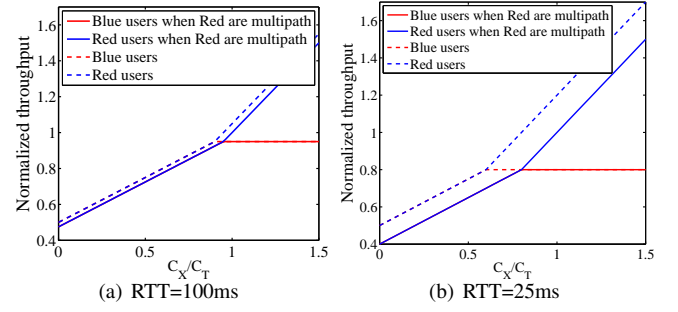 Normalized throughput
1.6
1.4
1.2
1
0.8
0.6
0.4
0
0.5
1
1.5
C_X/C_T
Blue users when Red are multipath
Red users when Red are multipath
Blue users
Red users
(a) RTT=100ms
Normalized throughput
1.6
1.4
1.2
1
0.8
0.6
0.4
0
0.5
1
1.5
C_X/C_T
Blue users when Red are multipath
Red users when Red are multipath
Blue users
Red users
(b) RTT=25ms